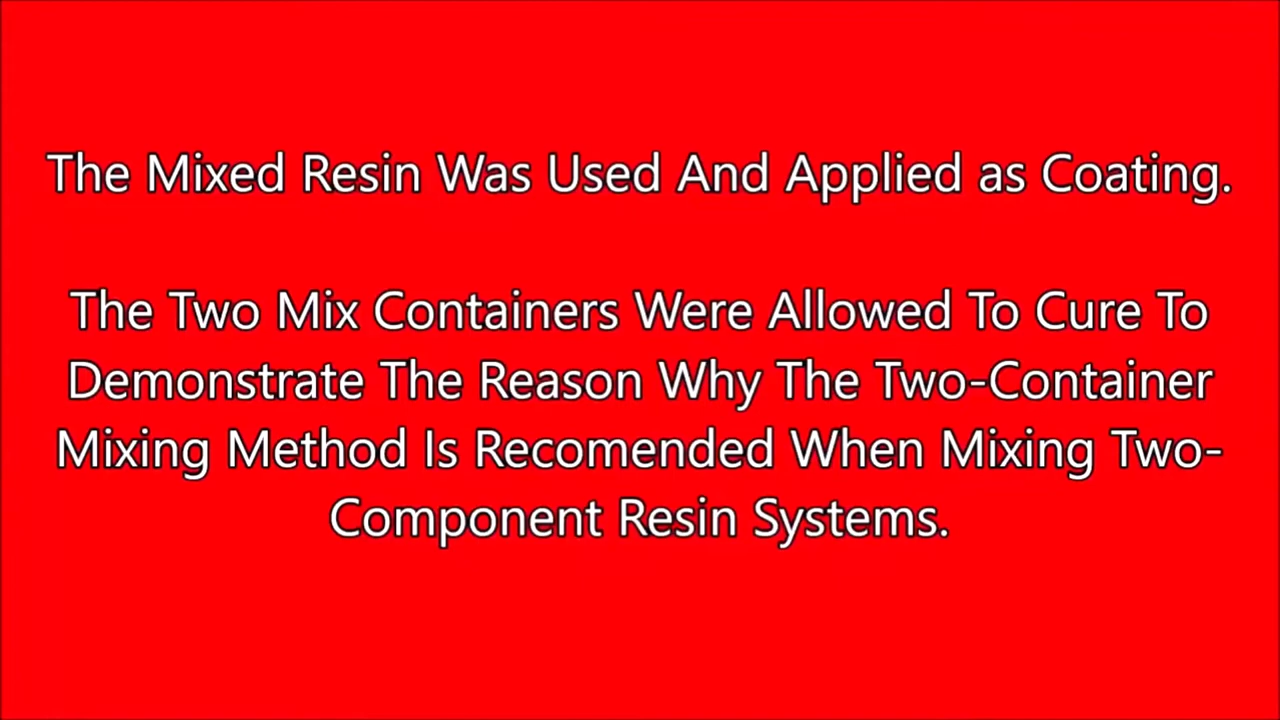 The Mixed Resin Was Used And Applied as Coating.
The Two Mix Containers Were Allowed To Cure To
Demonstrate The Reason Why The Two-Container
Mixing Method Is Recomended When Mixing Two-
Component Resin Systems.